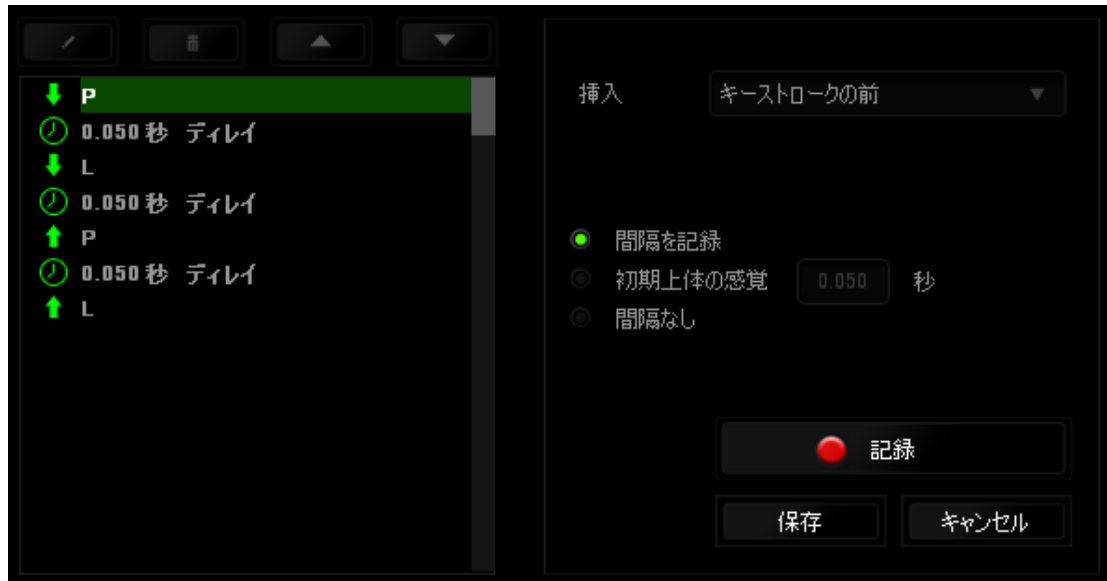 P
0.050 秒 ディレイ
L
0.050 秒 ディレイ
P
0.050 秒 ディレイ
L
挿入 キーストロークの前
間隔を記録
初期上体の感覚 0.050 秒
間隔なし
記録
保存 キャンセル